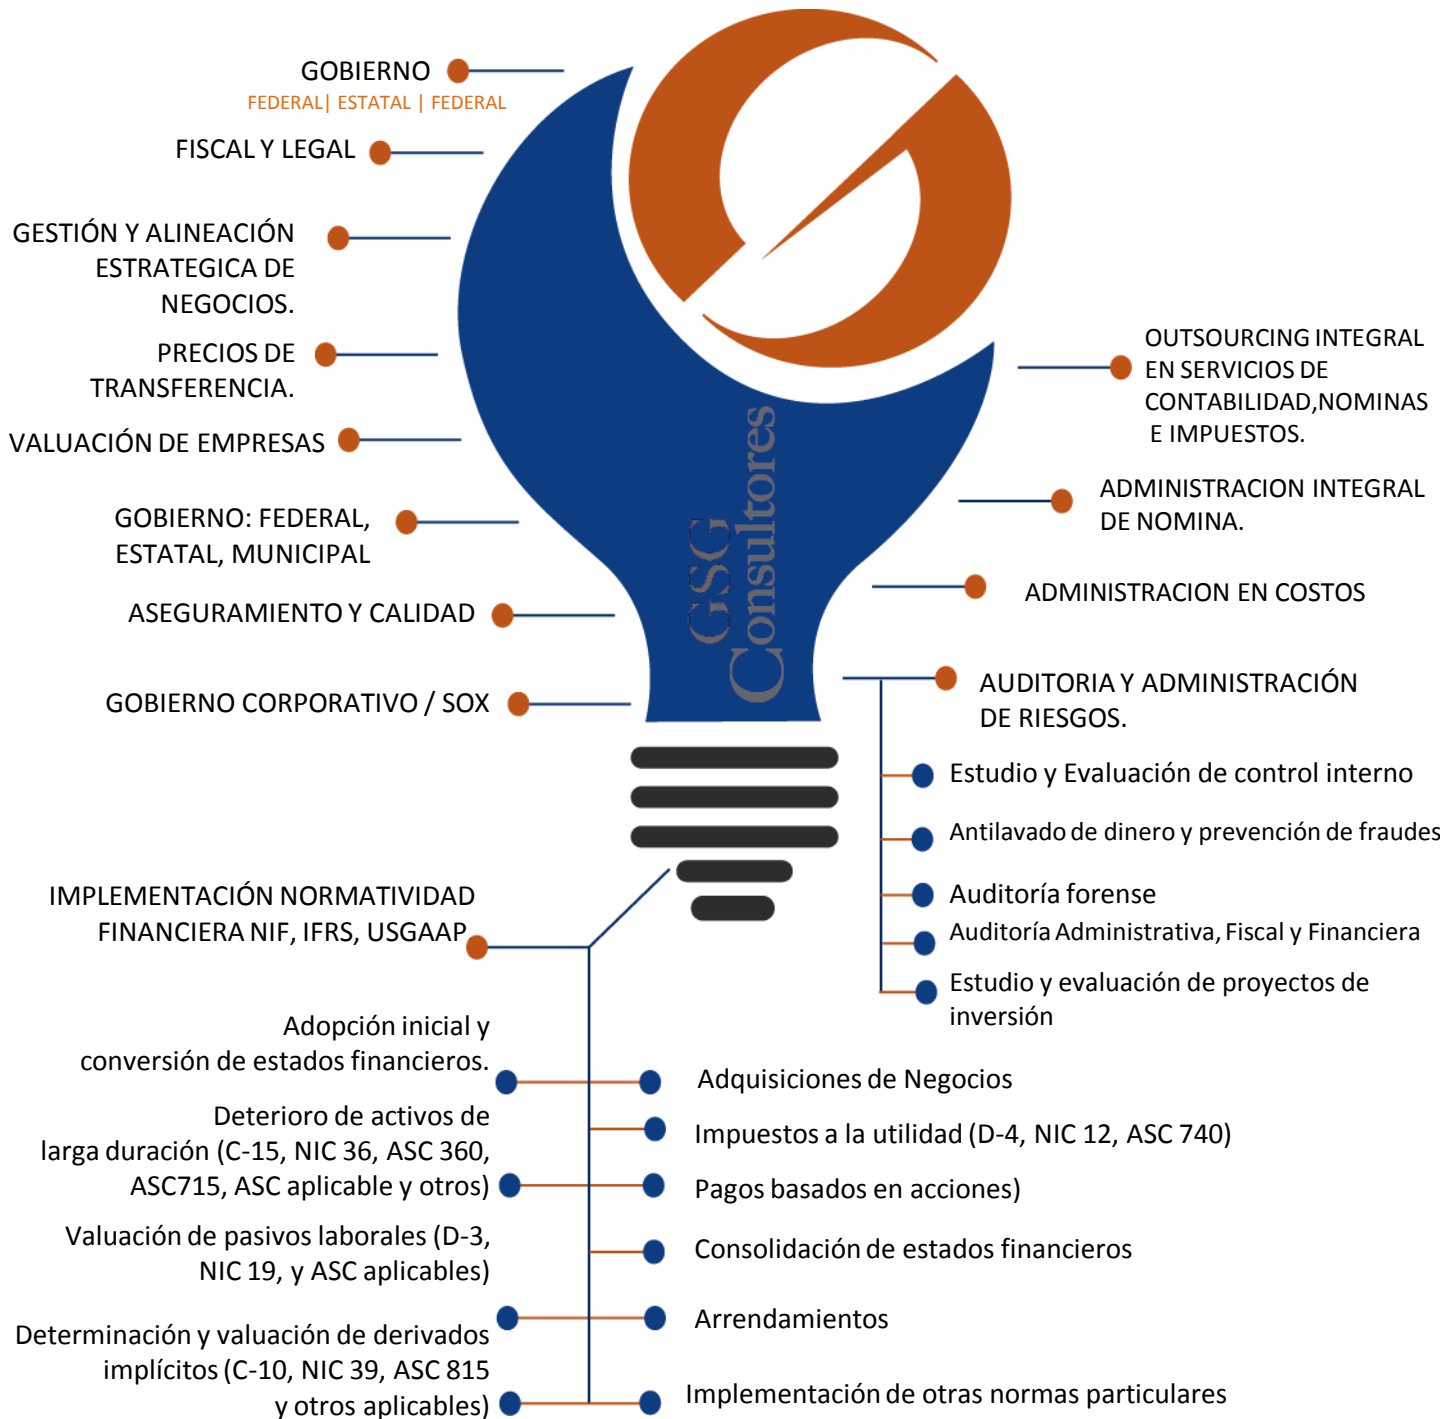 GOBIERNO
FEDERAL| ESTATAL | FEDERAL
FISCAL Y LEGAL
GESTIÓN Y ALINEACIÓN
ESTRATEGICA DE
NEGOCIOS.
PRECIOS DE
TRANSFERENCIA.
VALUACIÓN DE EMPRESAS
GOBIERNO: FEDERAL,
ESTATAL, MUNICIPAL
ASEGURAMIENTO Y CALIDAD
GOBIERNO CORPORATIVO / SOX
GSG
Consultores
OUTSOURCING INTEGRAL
EN SERVICIOS DE
CONTABILIDAD,NOMINAS
E IMPUESTOS.
ADMINISTRACION INTEGRAL
DE NOMINA.
ADMINISTRACION EN COSTOS
AUDITORIA Y ADMINISTRACIÓN
DE RIESGOS.
Estudio y Evaluación de control interno
Antilavado de dinero y prevención de fraudes
Auditoría forense
Auditoría Administrativa, Fiscal y Financiera
Estudio y evaluación de proyectos de
inversión
IMPLEMENTACIÓN NORMATIVIDAD
FINANCIERA NIF, IFRS, USGAAP
Adopción inicial y
conversión de estados financieros.
Deterioro de activos de
larga duración (C-15, NIC 36, ASC 360,
ASC715, ASC aplicable y otros)
Valuación de pasivos laborales (D-3,
NIC 19, y ASC aplicables)
Determinación y valuación de derivados
implícitos (C-10, NIC 39, ASC 815
y otros aplicables)
Adquisiciones de Negocios
Impuestos a la utilidad (D-4, NIC 12, ASC 740)
Pagos basados en acciones)
Consolidación de estados financieros
Arrendamientos
Implementación de otras normas particulares